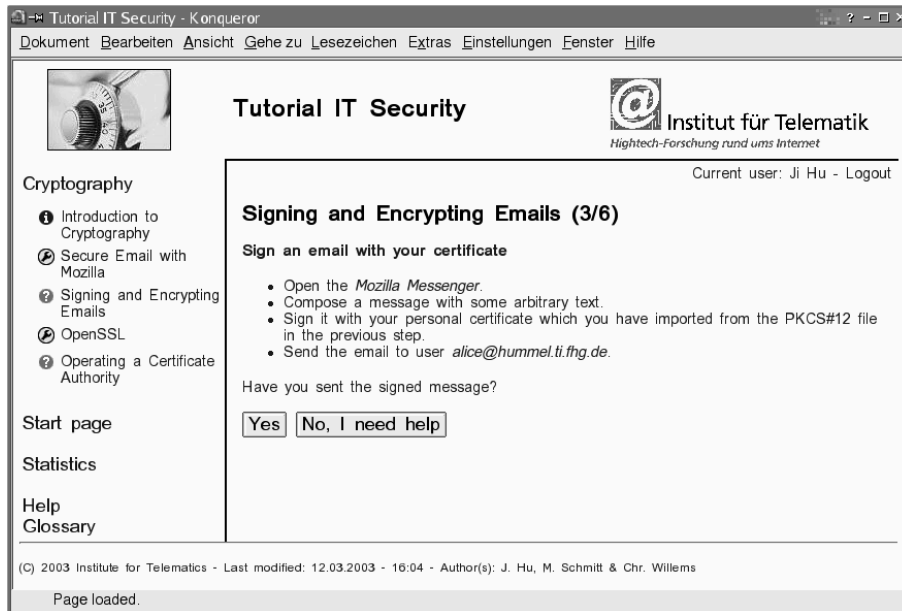 Tutorial IT Security - Konqueror
Dokument Bearbeiten Ansicht Gehe zu Lesezeichen Extras Einstellungen Fenster Hilfe
Tutorial IT Security
@
Institut für Telematik
Hightech-Forschung rund ums Internet
Current user: Ji Hu - Logout
Cryptography
Introduction to
Cryptography
Secure Email with
Mozilla
Signing and Encrypting
Emails
OpenSSL
Operating a Certificate
Authority
Start page
Statistics
Help
Glossary
Signing and Encrypting Emails (3/6)
Sign an email with your certificate
• Open the Mozilla Messenger.
• Compose a message with some arbitrary text.
• Sign it with your personal certificate which you have imported from the PKCS#12 file
in the previous step.
• Send the email to user alice@hummel.ti.fhg.de.
Have you sent the signed message?
Yes No, I need help
(C) 2003 Institute for Telematics - Last modified: 12.03.2003 - 16:04 - Author(s): J. Hu, M. Schmitt & Chr. Willems
Page loaded.